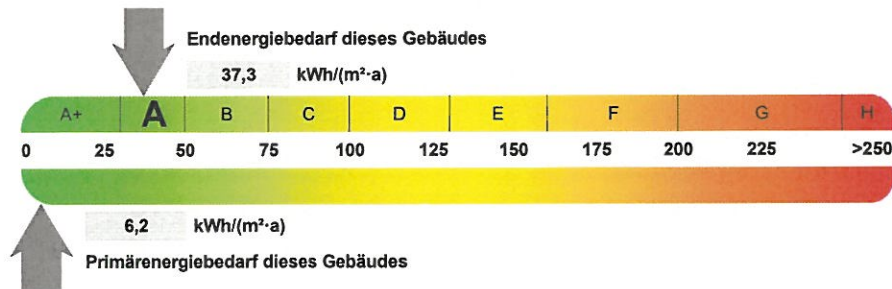 Endenergiebedarf dieses Gebäudes
37,3 kWh/(m²·a)
A+ A B C D E F G H
0 25 50 75 100 125 150 175 200 225 >250
6,2 kWh/(m²·a)
Primärenergiebedarf dieses Gebäudes